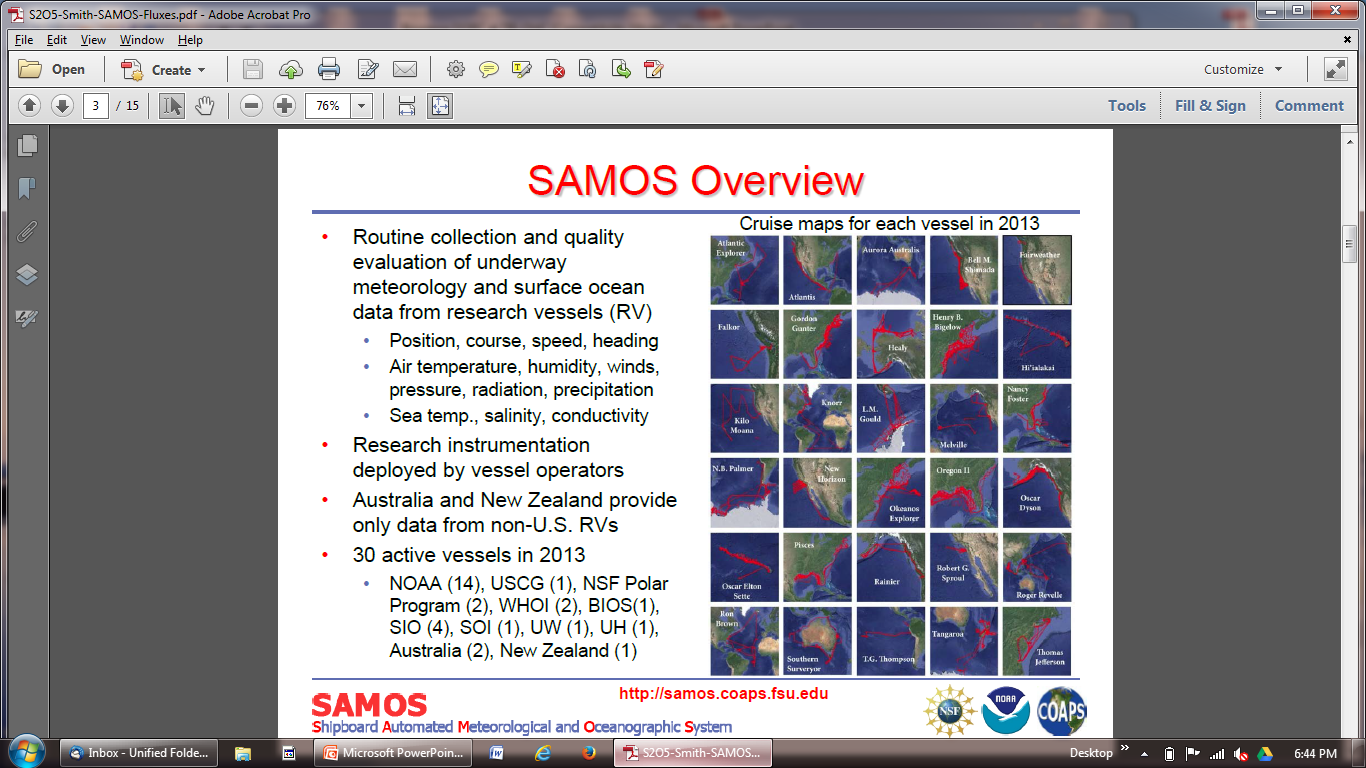 S2O5-Smith-SAMOS-Fluxes.pdf - Adobe Acrobat Pro
File Edit View Window Help
Open Create Customize
3 / 15 76% Tools Fill & Sign Comment
SAMOS Overview
• Routine collection and quality
evaluation of underway
meteorology and surface ocean
data from research vessels (RV)
• Position, course, speed, heading
• Air temperature, humidity, winds,
pressure, radiation, precipitation
• Sea temp., salinity, conductivity
• Research instrumentation
deployed by vessel operators
• Australia and New Zealand provide
only data from non-U.S. RVs
• 30 active vessels in 2013
• NOAA (14), USCG (1), NSF Polar
Program (2), WHOI (2), BIOS(1),
SIO (4), SOI (1), UW (1), UH (1),
Australia (2), New Zealand (1)
Cruise maps for each vessel in 2013
Atlantic
Explorer
Atlantis
Aurora Australis
Bell M.
Shimada
Fairweather
Falkor
Gordon
Gunter
Healy
Henry B.
Bigelow
Hi'ialakai
Kilo
Moana
Knorr
L.M.
Gould
Melville
Nancy
Foster
N.B. Palmer
New
Horizon
Okeanos
Explorer
Oregon II
Oscar
Dyson
Oscar Elton
Sette
Pisces
Rainier
Robert G.
Sproul
Roger Revelle
Ron
Brown
Southern
Surveryor
T.G. Thompson
Tangaroa
Thomas
Jefferson
http://samos.coaps.fsu.edu
SAMOS
Shipboard Automated Meteorological and Oceanographic System
NSF
NOAA
COAPS
Inbox - Unified Folde... Microsoft PowerPoin... S2O5-Smith-SAMOS... Desktop 6:44 PM